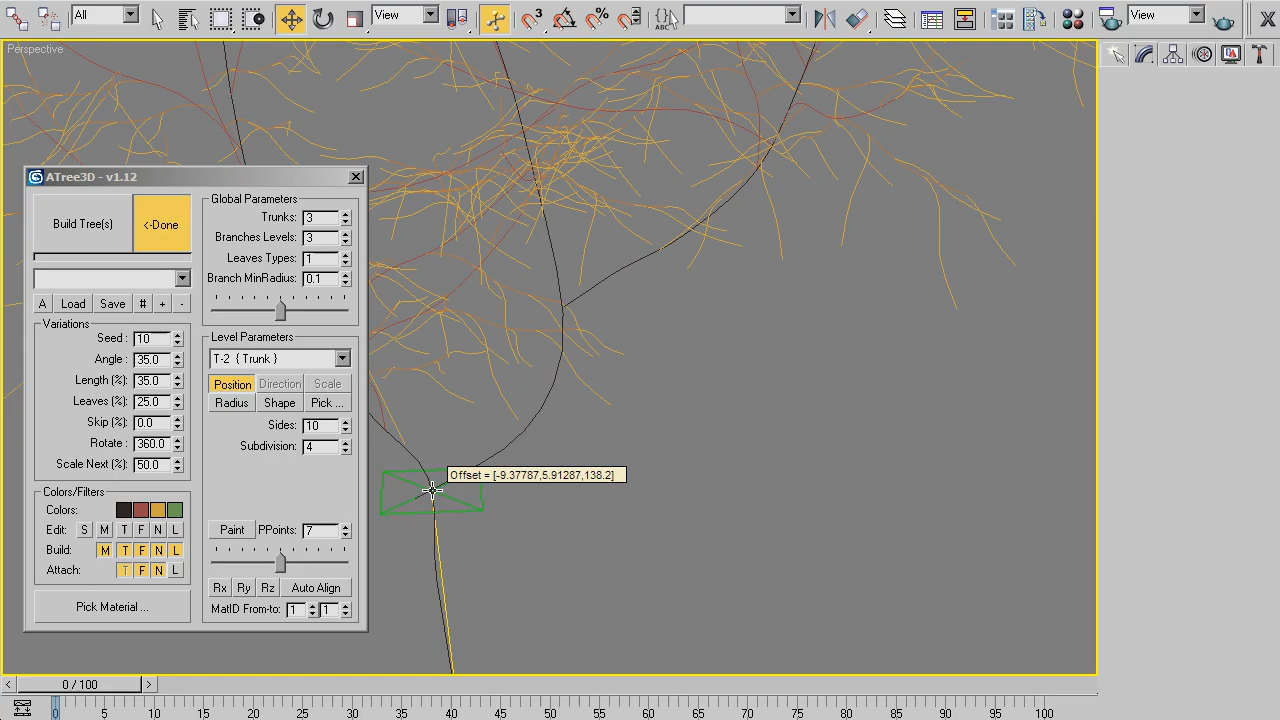 All
View
3
ABC
View
Perspective
ATree3D - v1.12
Build Tree(s)
<-Done
A
Load
Save
#
+
-
Variations
Seed : 10
Angle : 35.0
Length (%): 35.0
Leaves (%): 25.0
Skip (%): 0.0
Rotate : 360.0
Scale Next (%): 50.0
Colors/Filters
Colors:
Edit: S M T F N L
Build: M T F N L
Attach: T F N L
Pick Material ...
Global Parameters
Trunks: 3
Branches Levels: 3
Leaves Types: 1
Branch MinRadius: 0.1
Level Parameters
T-2 { Trunk }
Position Direction Scale
Radius Shape Pick ...
Sides: 10
Subdivision: 4
Paint PPoints: 7
Rx Ry Rz Auto Align
MatID From-to: 1 1
Offset = [-9.37787,5.91287,138.2]
< 0 / 100 >
0 5 10 15 20 25 30 35 40 45 50 55 60 65 70 75 80 85 90 95 100